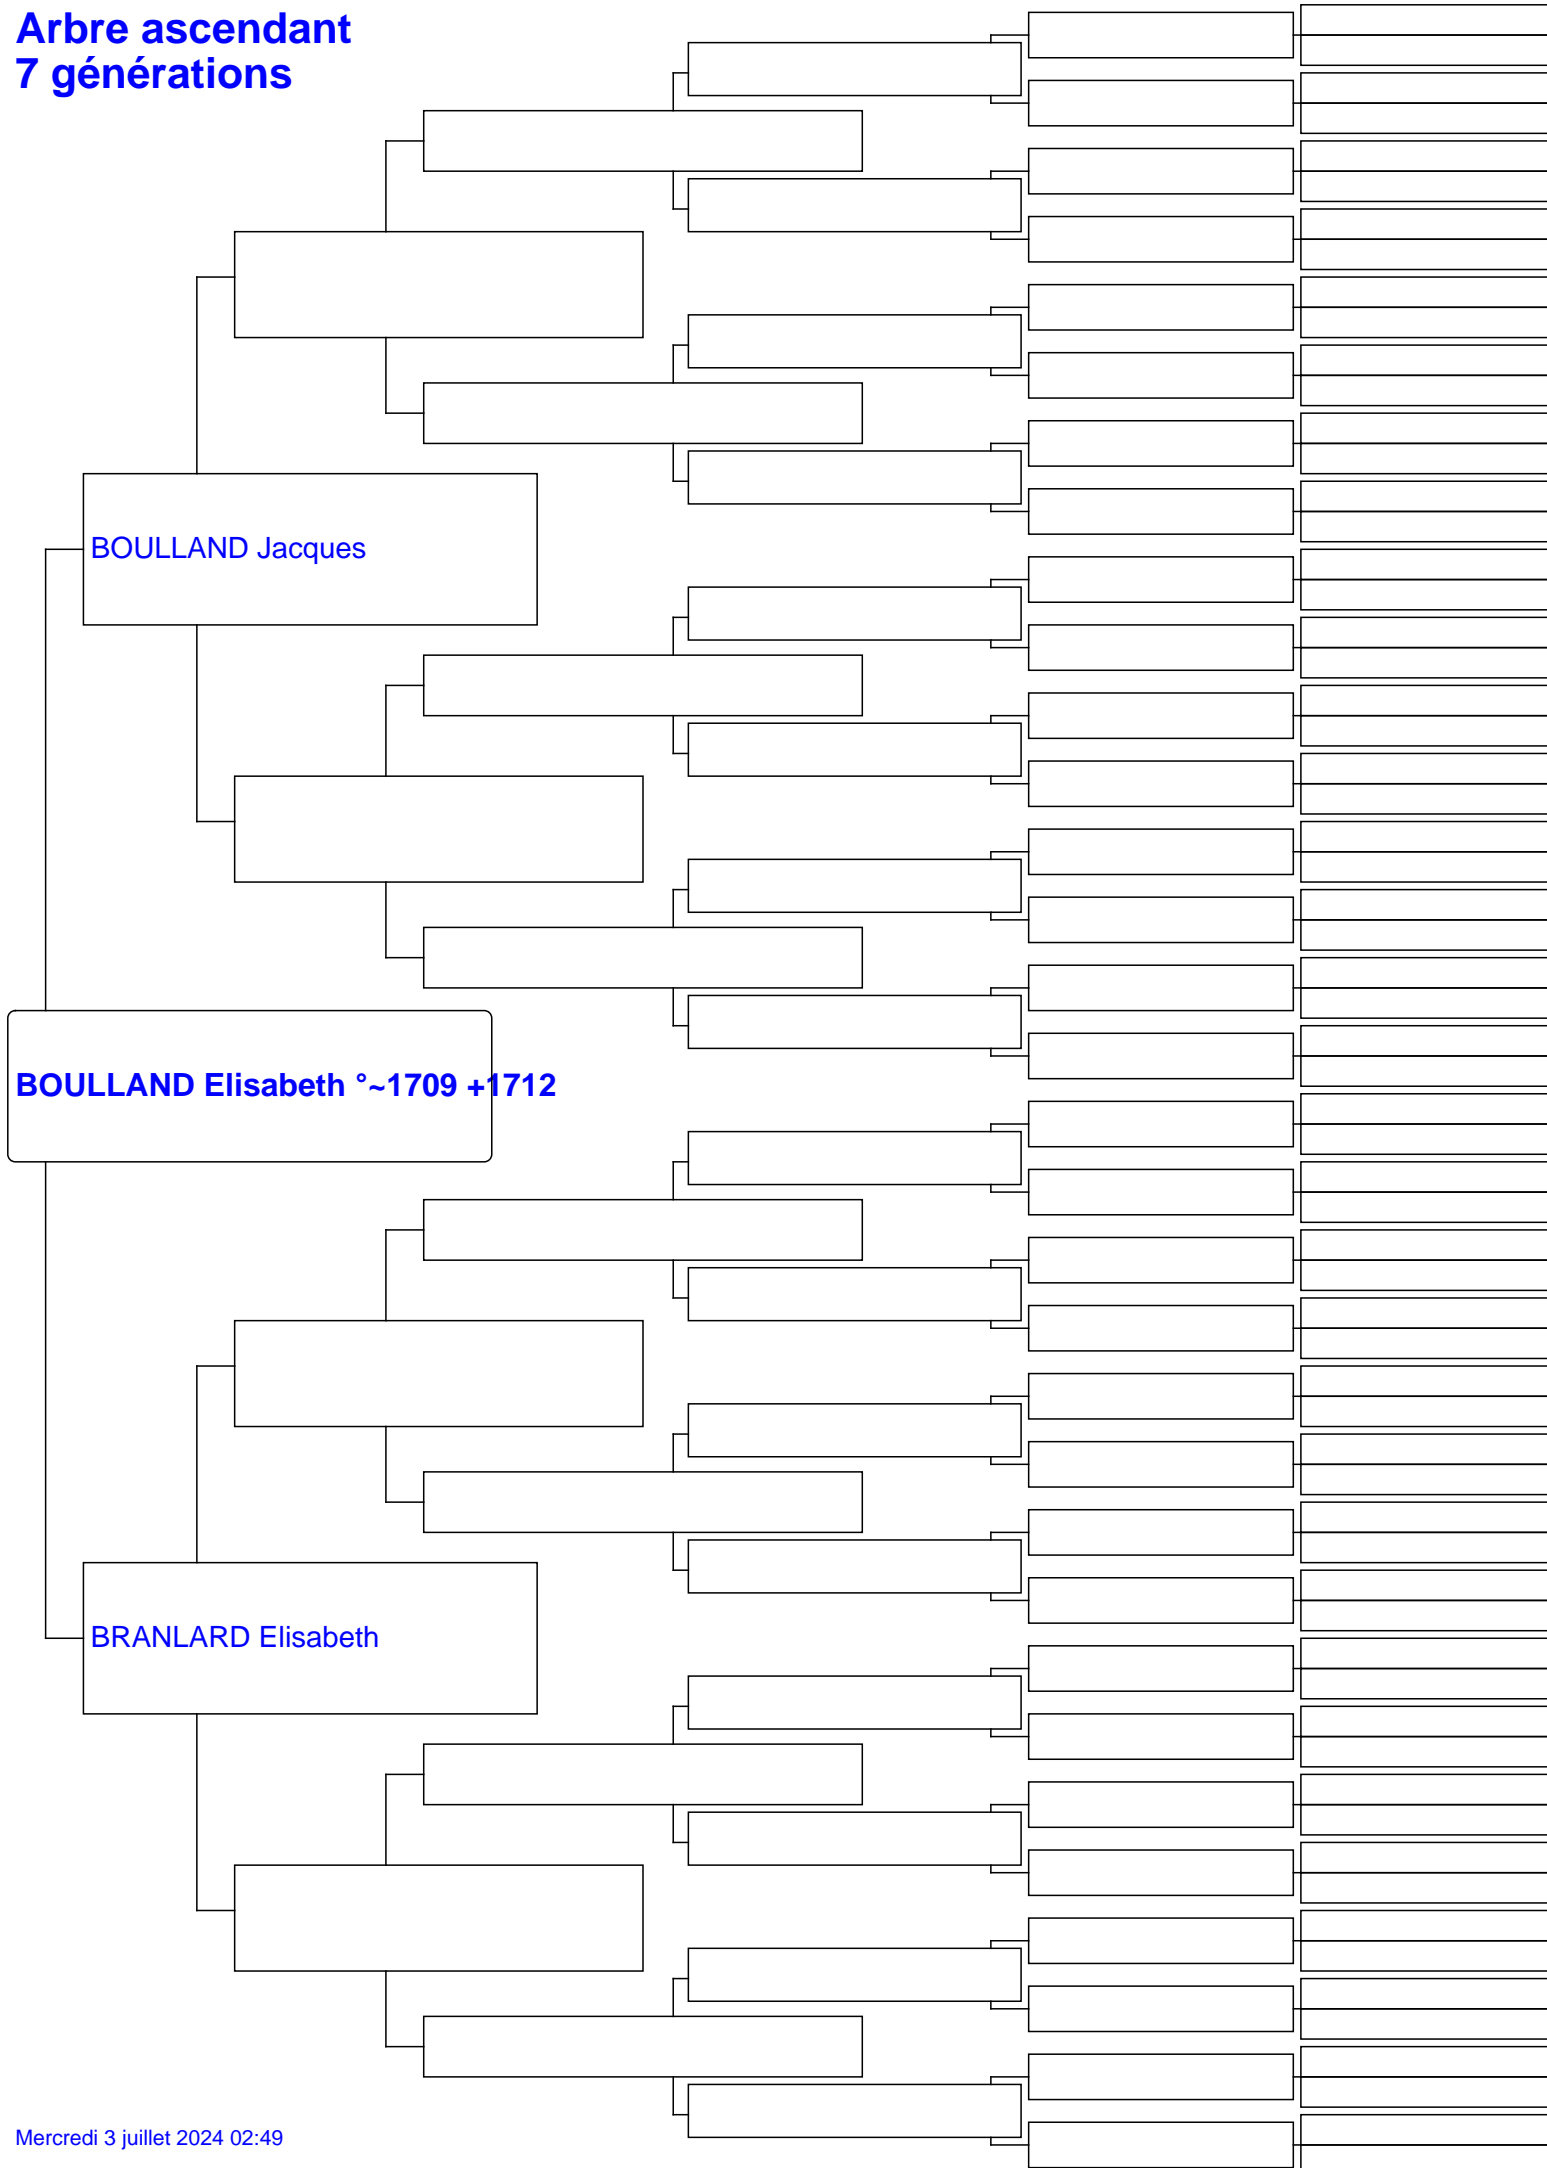 Arbre ascendant
7 générations
BOULLAND Jacques
BOULLAND Elisabeth °~1709 +1712
BRANLARD Elisabeth
Mercredi 3 juillet 2024 02:49